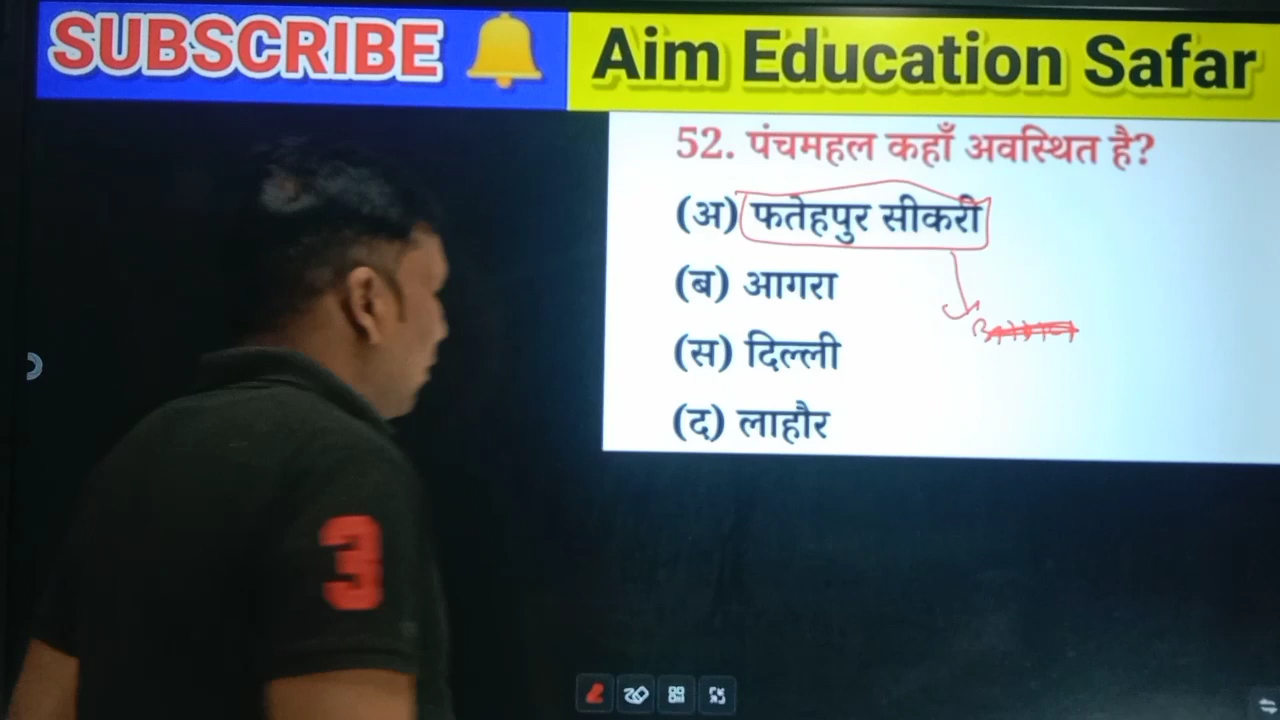 SUBSCRIBE
Aim Education Safar
52. पंचमहल कहाँ अवस्थित है?
(अ) फतेहपुर सीकरी
(ब) आगरा
(स) दिल्ली
(द) लाहौर
3